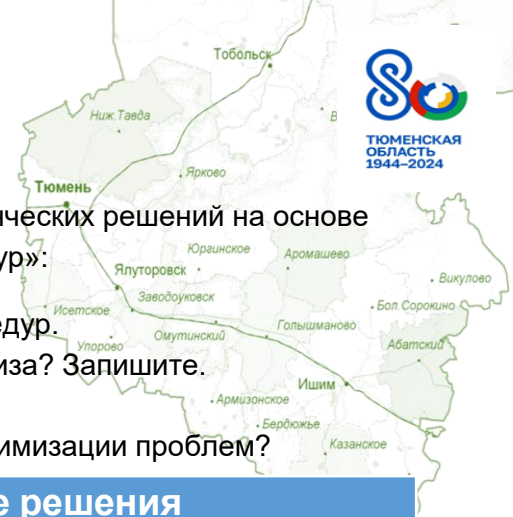 Тобольск
Ниж.Тавда
ТЮМЕНСКАЯ
ОБЛАСТЬ
1944–2024
Ярково
Тюмень
нческих решений на основе
ур»:
Юргинское
Аромашево
Ялуторовск
Викулово
Заводоуковск
Бол.Сорокино
Исетское
едур.
Голышманово
Омутинский
Упорово
Абатский
иза? Запишите.
Ишим
Армизонское
Бердюжье
Казанское
имизации проблем?
е решения